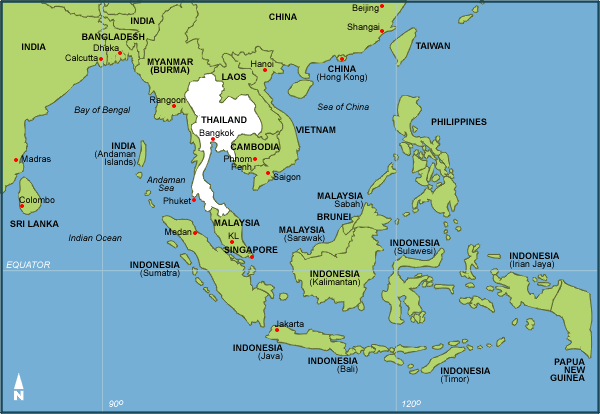 Beijing
CHINA
INDIA
Shangai
BANGLADESH
INDIA
TAIWAN
Dhaka
Calcutta
MYANMAR
(BURMA)
Hanoi
CHINA
(Hong Kong)
LAOS
Rangoon
Bay of Bengal
Sea of China
THAILAND
PHILIPPINES
Bangkok
VIETNAM
INDIA
(Andaman
Islands)
CAMBODIA
Phnom
Penh
Madras
Saigon
Andaman
Sea
Colombo
Phuket
MALAYSIA
Sabah)
BRUNEI
SRI LANKA
MALAYSIA
MALAYSIA
(Sarawak)
Indian Ocean
Medan
KL
SINGAPORE
INDONESIA
(Sulawesi)
EQUATOR
INDONESIA
(Sumatra)
INDONESIA
(Kalimantan)
INDONESIA
(Irian Jaya)
Jakarta
INDONESIA
(Java)
INDONESIA
(Bali)
INDONESIA
(Timor)
PAPUA
NEW
GUINEA
N
90º
120º